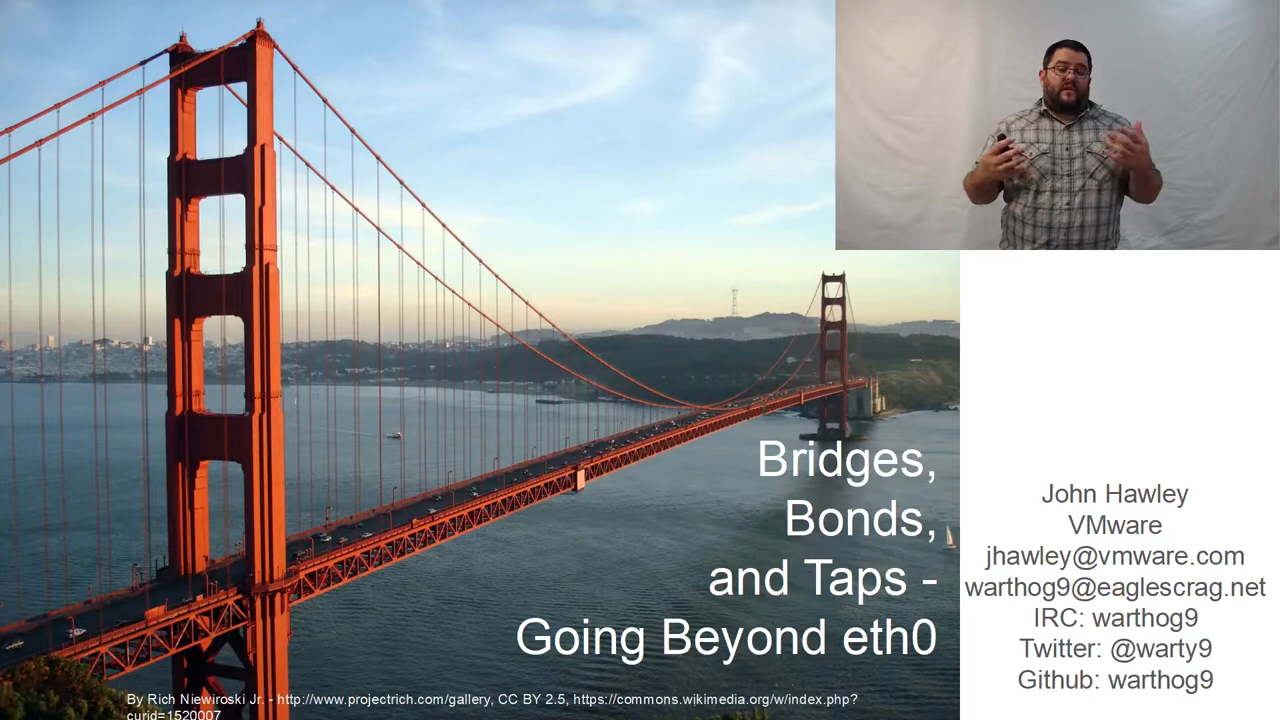 Bridges,
Bonds,
and Taps -
Going Beyond eth0
John Hawley
VMware
jhawley@vmware.com
warthog9@eaglescrag.net
IRC: warthog9
Twitter: @warty9
Github: warthog9
By Rich Niewiroski Jr. - http://www.projectrich.com/gallery, CC BY 2.5, https://commons.wikimedia.org/w/index.php?
curid=1520007